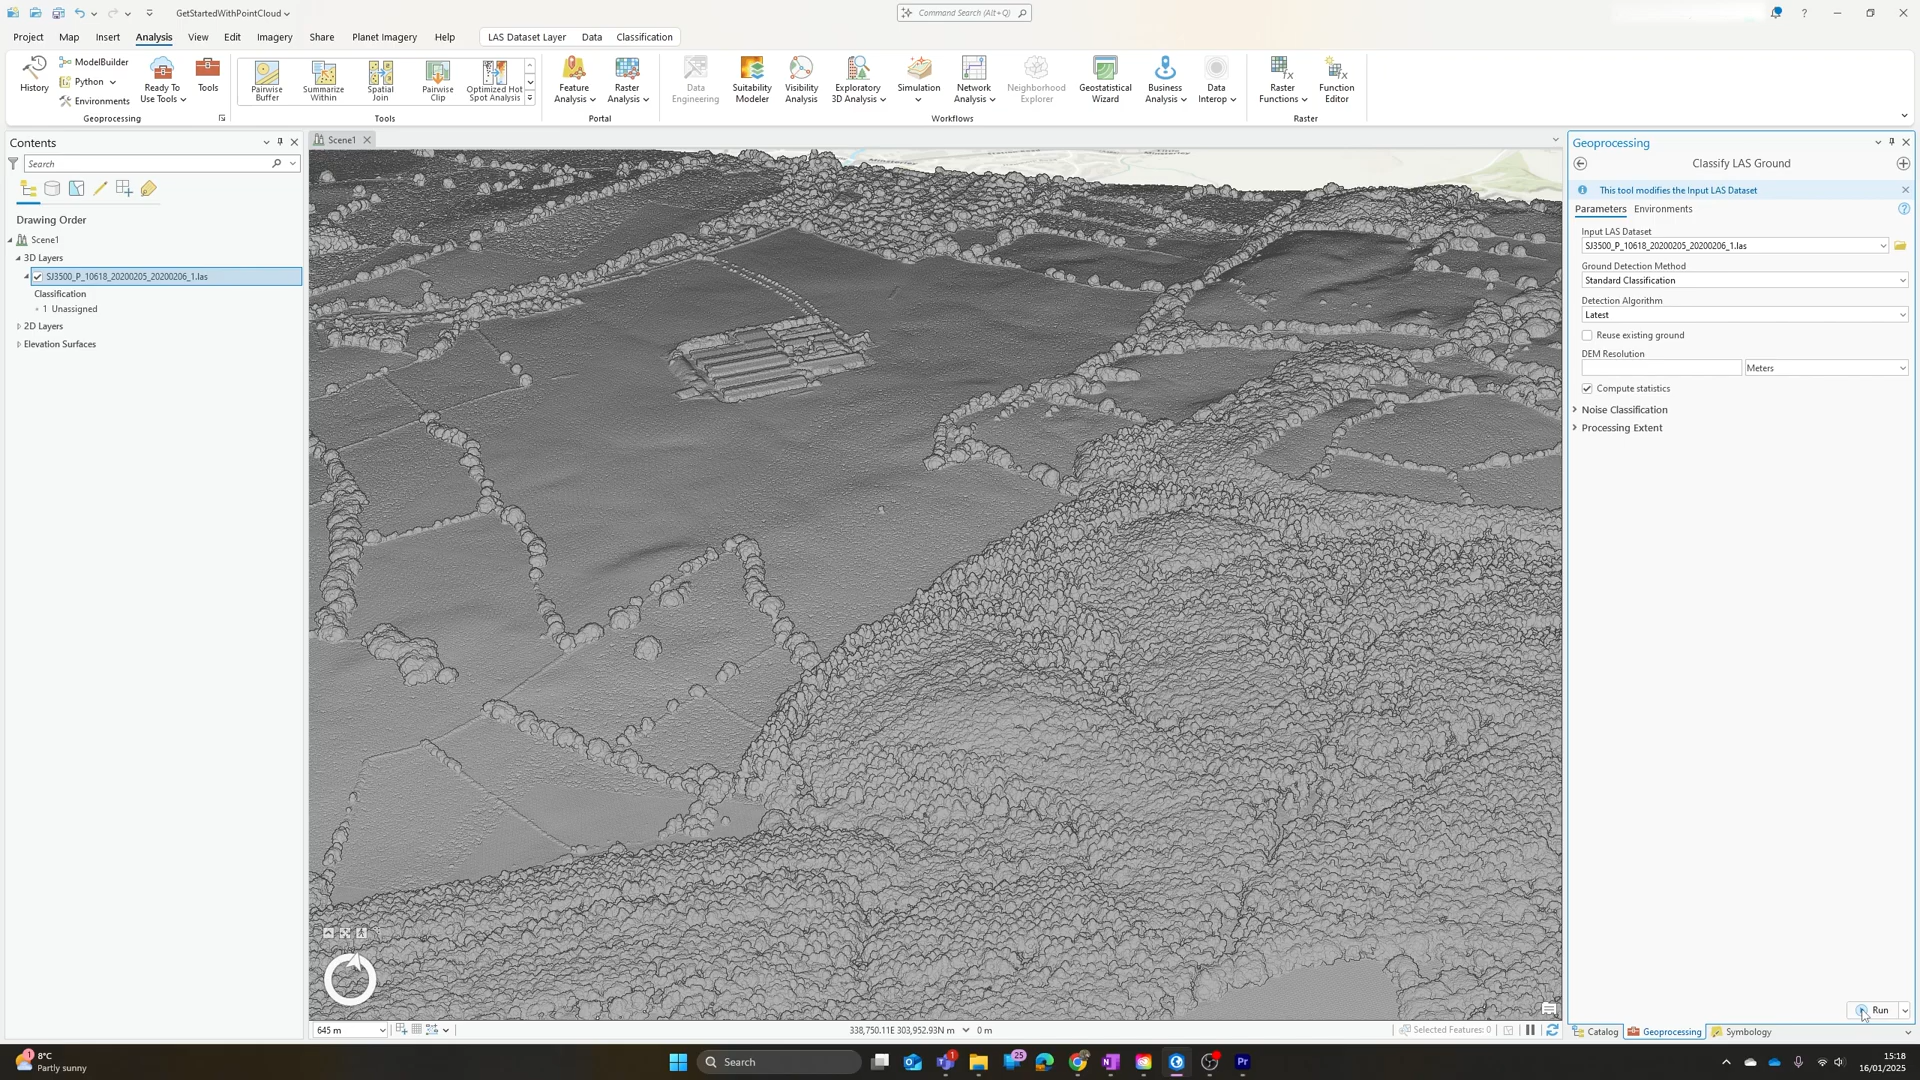 GetStartedWithPointCloud
Command Search (Alt+Q)
Project Map Insert Analysis View Edit Imagery Share Planet Imagery Help LAS Dataset Layer Data Classification
History
ModelBuilder
Python
Environments
Ready To Use Tools
Tools
Pairwise Buffer
Summarize Within
Spatial Join
Pairwise Clip
Optimized Hot Spot Analysis
Feature Analysis
Raster Analysis
Data Engineering
Suitability Modeler
Visibility Analysis
Exploratory 3D Analysis
Simulation
Network Analysis
Neighborhood Explorer
Geostatistical Wizard
Business Analysis
Data Interop
Raster Functions
Function Editor
Geoprocessing Tools Portal Workflows Raster
Contents
Search
Drawing Order
Scene1
3D Layers
SJ3500_P_10618_20200205_20200206_1.las
Classification
1 Unassigned
2D Layers
Elevation Surfaces
Scene1
645 m
338,750.11E 303,952.93N m
0 m
Selected Features: 0
Geoprocessing
Classify LAS Ground
This tool modifies the Input LAS Dataset
Parameters Environments
Input LAS Dataset
SJ3500_P_10618_20200205_20200206_1.las
Ground Detection Method
Standard Classification
Detection Algorithm
Latest
Reuse existing ground
DEM Resolution
Meters
Compute statistics
Noise Classification
Processing Extent
Run
Catalog Geoprocessing Symbology
1
8°C
Partly sunny
Search
1
25
Pr
15:18
16/01/2025